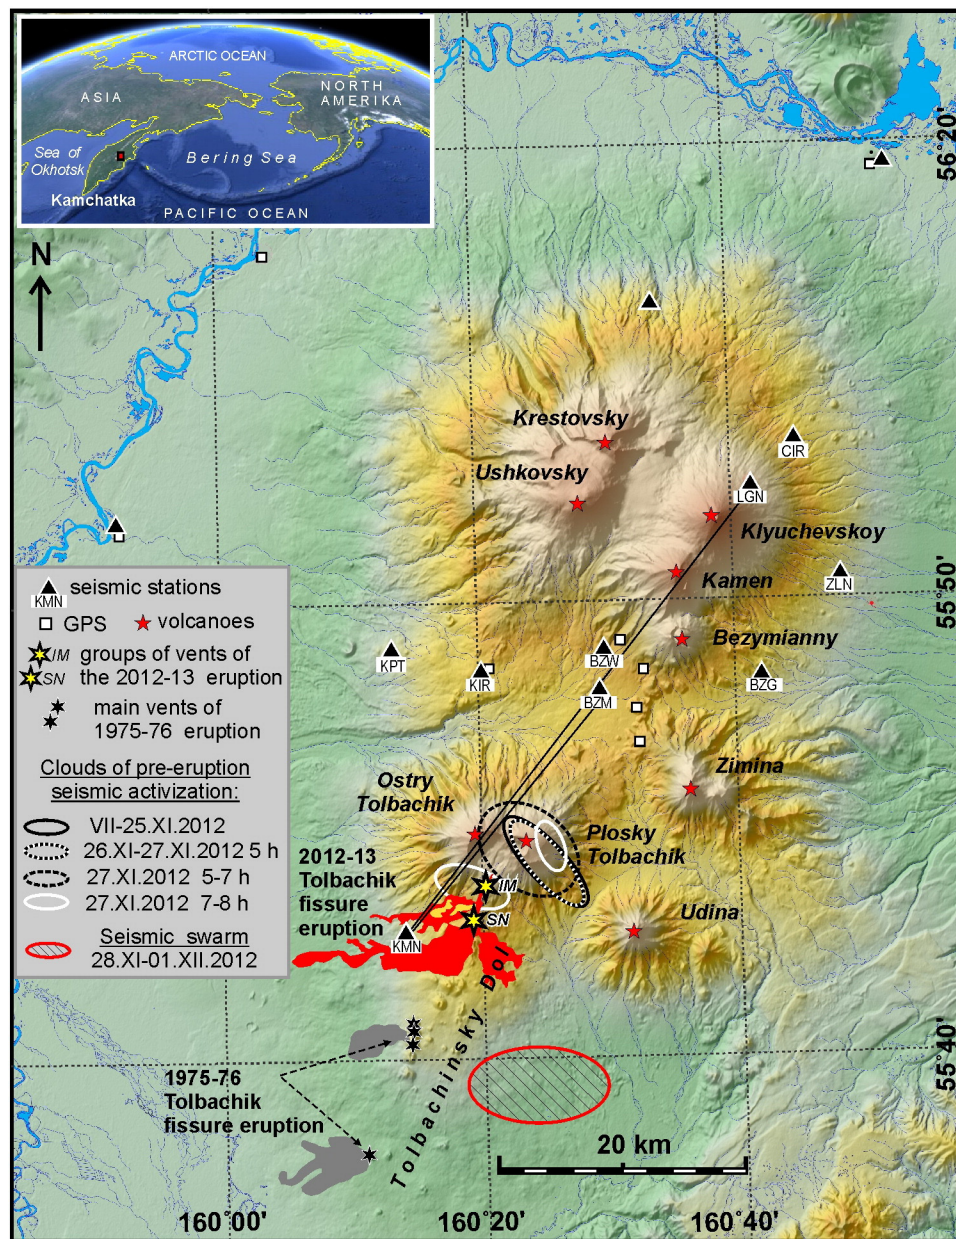 ARCTIC OCEAN
ASIA
NORTH
AMERIKA
Sea of
Okhotsk
Bering Sea
Kamchatka
PACIFIC OCEAN
56°20'
N
Krestovsky
Ushkovsky
CIR
LGN
Klyuchevskoy
Kamen
ZLN
55°50'
Bezymianny
KPT
KIR
BZW
BZM
BZG
KMN seismic stations
GPS volcanoes
IM groups of vents of
SN the 2012-13 eruption
main vents of
1975-76 eruption
Clouds of pre-eruption
seismic activization:
VII-25.XI.2012
26.XI-27.XI.2012 5 h
27.XI.2012 5-7 h
27.XI.2012 7-8 h
Seismic swarm
28.XI-01.XII.2012
Zimina
Ostry
Tolbachik
Plosky
Tolbachik
2012-13
Tolbachik
fissure
eruption
IM
SN
KMN
Udina
Tolbachinsky Dol
55°40'
1975-76
Tolbachik
fissure eruption
20 km
160°00'
160°20'
160°40'